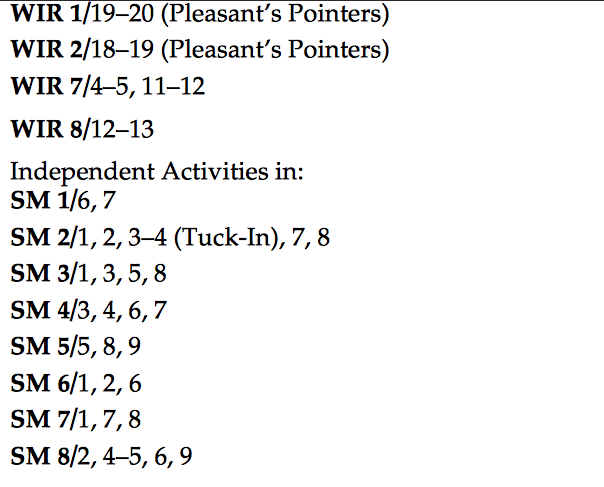 WIR 1/19–20 (Pleasant's Pointers)
WIR 2/18–19 (Pleasant's Pointers)
WIR 7/4–5, 11–12
WIR 8/12–13
Independent Activities in:
SM 1/6, 7
SM 2/1, 2, 3–4 (Tuck-In), 7, 8
SM 3/1, 3, 5, 8
SM 4/3, 4, 6, 7
SM 5/5, 8, 9
SM 6/1, 2, 6
SM 7/1, 7, 8
SM 8/2, 4–5, 6, 9